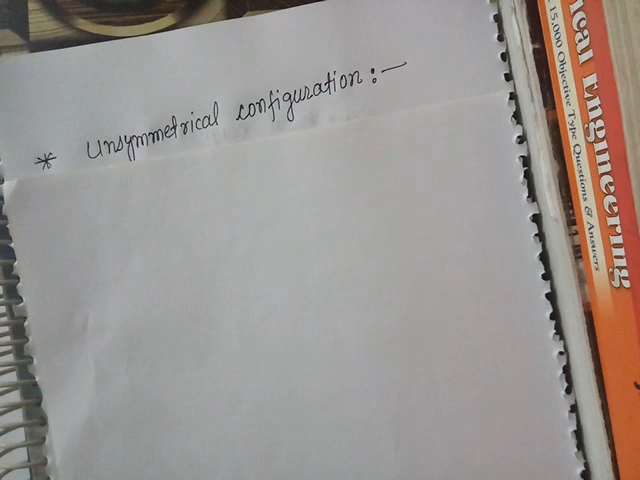 * Unsymmetrical configuration :-
ical Engineering
15,000 Objective Type Questions & Answers